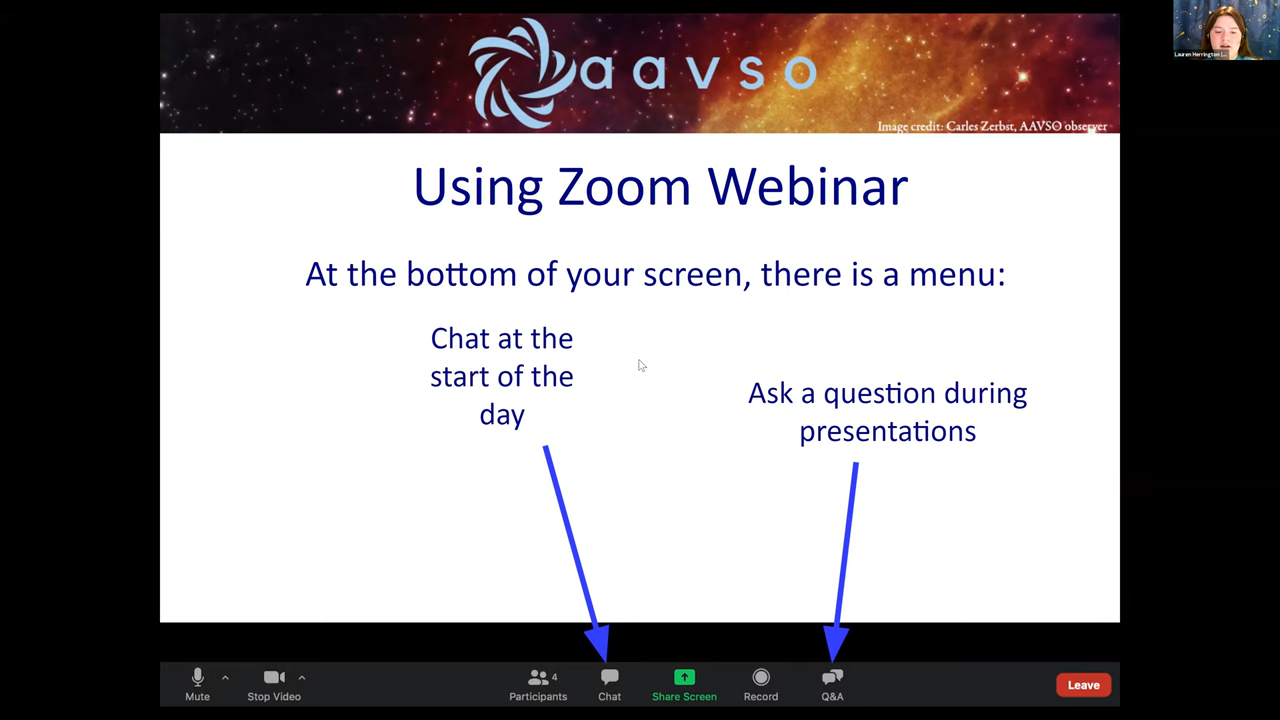 aavso
Image credit: Carles Zerbst, AAVSO observer
Lauren Herrington (...
Using Zoom Webinar
At the bottom of your screen, there is a menu:
Chat at the
start of the
day
Ask a question during
presentations
Mute
Stop Video
4
Participants
Chat
Share Screen
Record
Q&A
Leave